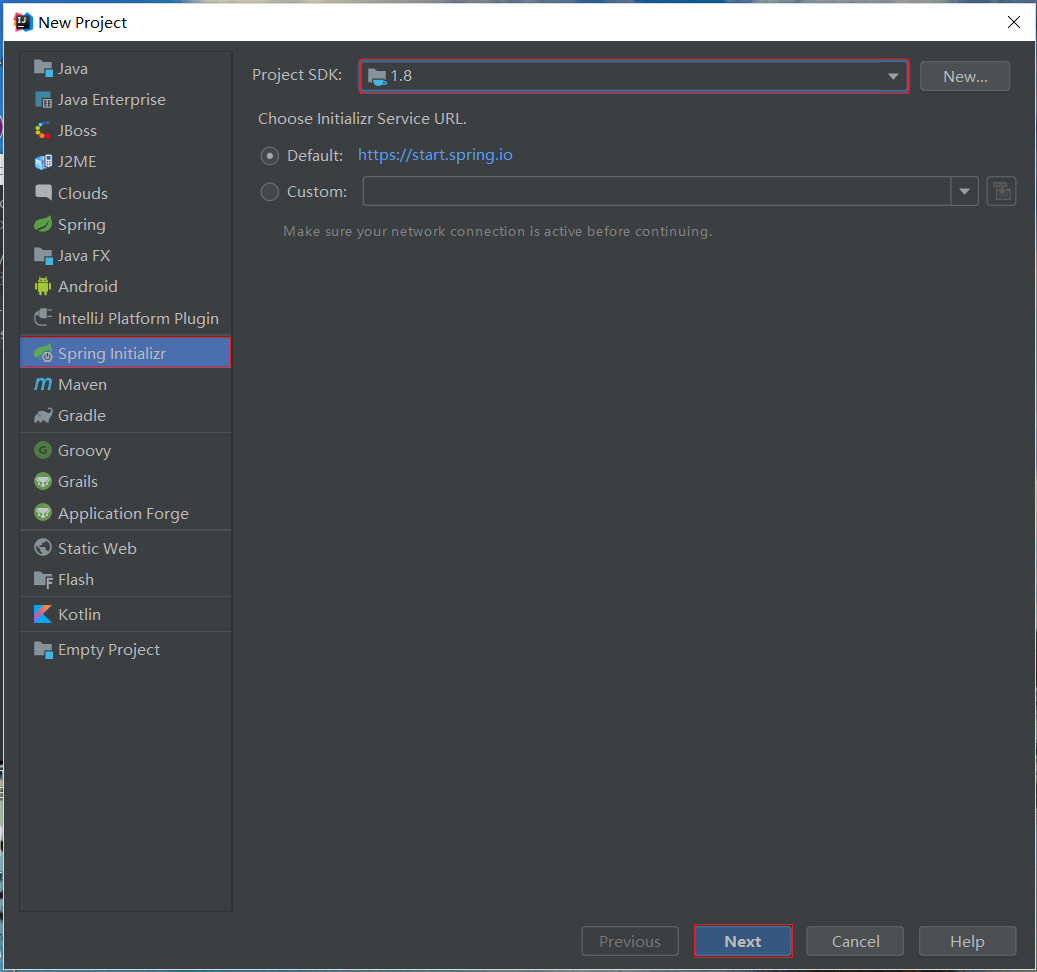 New Project
Java
Java Enterprise
JBoss
J2ME
Clouds
Spring
Java FX
Android
IntelliJ Platform Plugin
Spring Initializr
Maven
Gradle
Groovy
Grails
Application Forge
Static Web
Flash
Kotlin
Empty Project
Project SDK: 1.8 New...
Choose Initializr Service URL.
Default: https://start.spring.io
Custom:
Make sure your network connection is active before continuing.
Previous Next Cancel Help